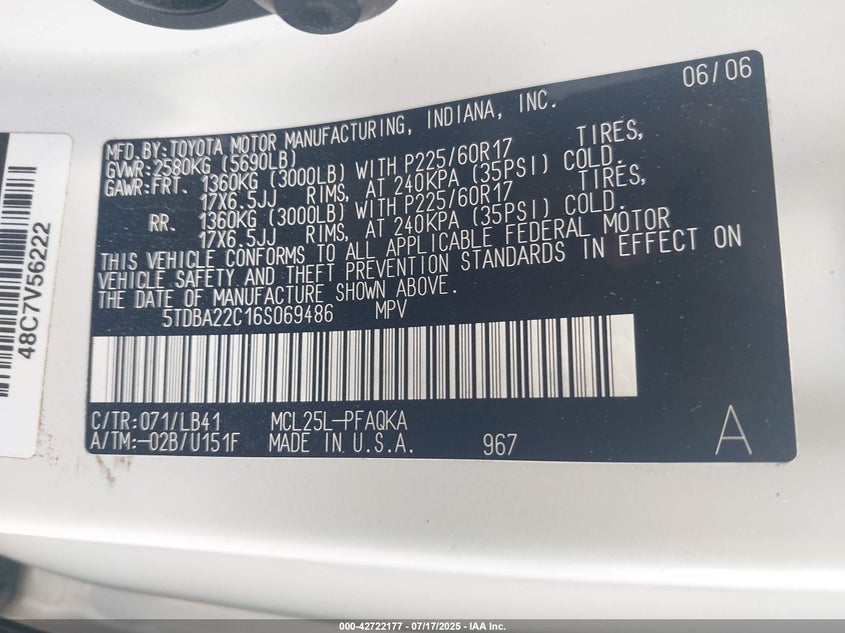 06/06
MFD.BY:TOYOTA MOTOR MANUFACTURING, INDIANA, INC.
GVWR:2580KG (5690LB)
GAWR:FRT. 1360KG (3000LB) WITH P225/60R17 TIRES,
17X6.5JJ RIMS, AT 240KPA (35PSI) COLD.
RR. 1360KG (3000LB) WITH P225/60R17 TIRES,
17X6.5JJ RIMS, AT 240KPA (35PSI) COLD.
THIS VEHICLE CONFORMS TO ALL APPLICABLE FEDERAL MOTOR
VEHICLE SAFETY AND THEFT PREVENTION STANDARDS IN EFFECT ON
THE DATE OF MANUFACTURE SHOWN ABOVE.
5TDBA22C16S069486 MPV
C/TR:071/LB41 MCL25L-PFAQKA
A/TM:-02B/U151F MADE IN U.S.A. 967 A
48C7V56222
000-42722177 - 07/17/2025 - IAA Inc.